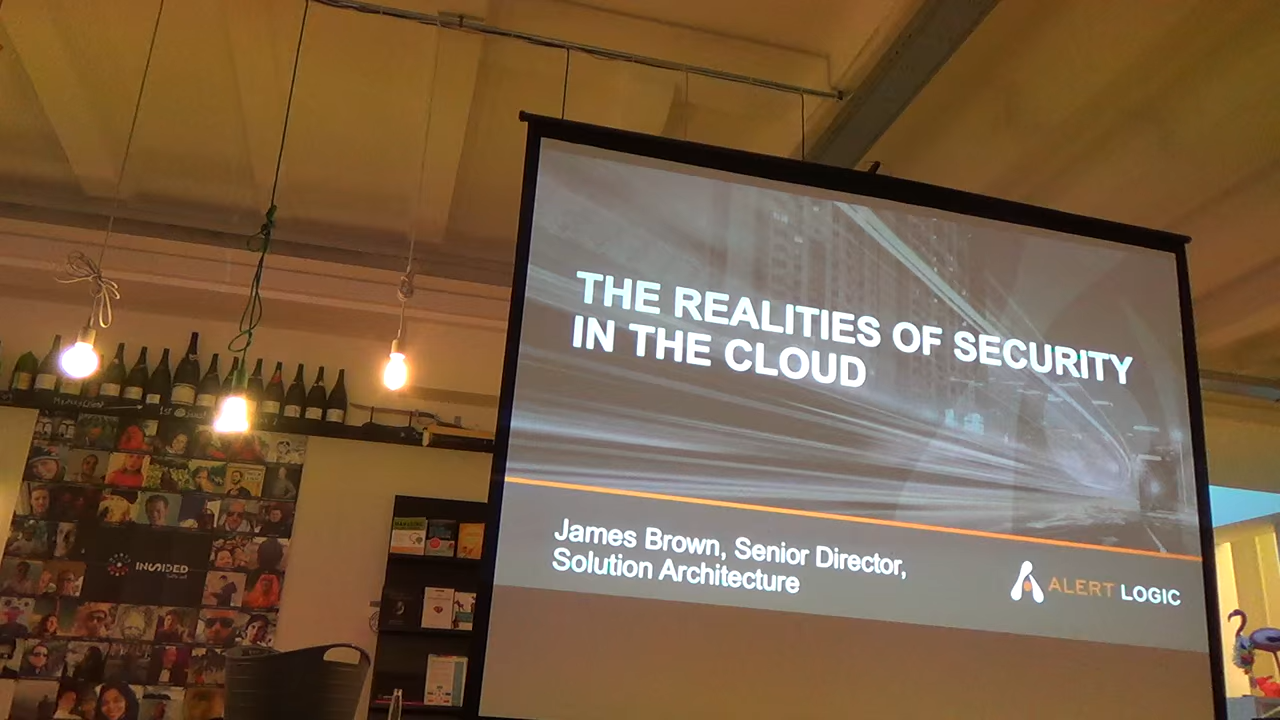 THE REALITIES OF SECURITY
IN THE CLOUD
James Brown, Senior Director,
Solution Architecture
ALERT LOGIC
INSIDED